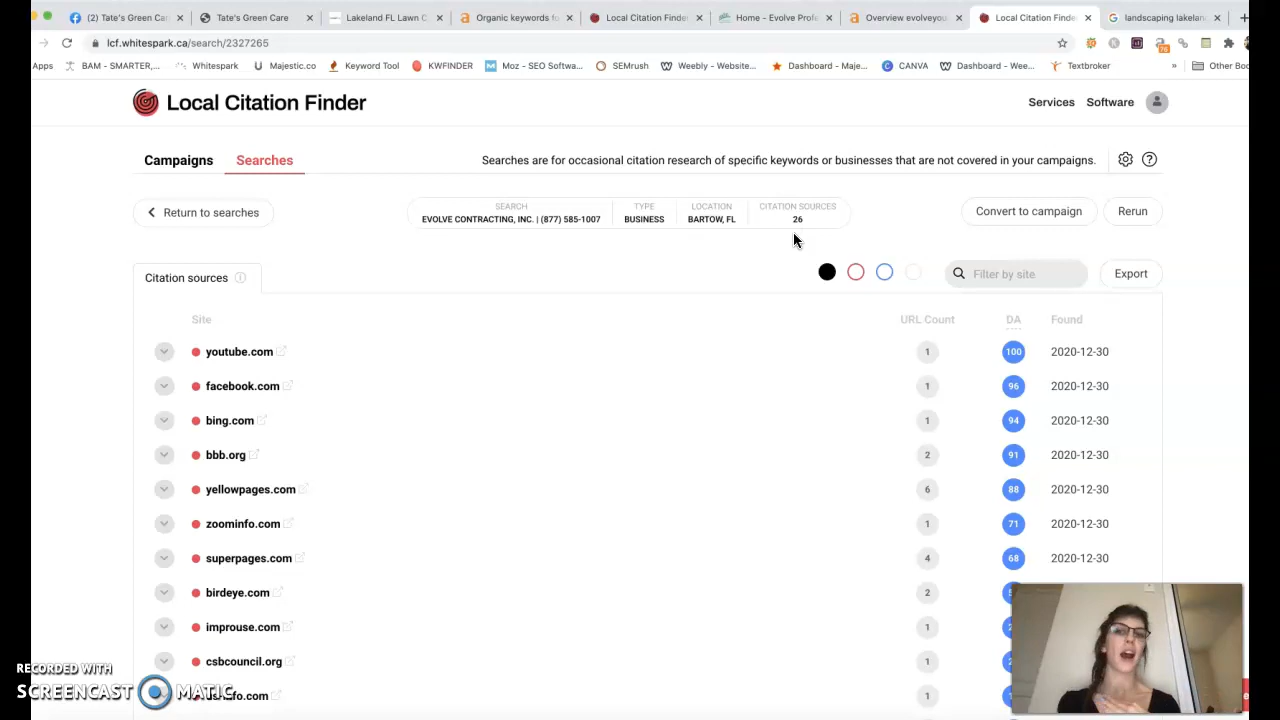 (2) Tate's Green Car
Tate's Green Care
Lakeland FL Lawn C
Organic keywords fo
Local Citation Finder
Home - Evolve Profe
Overview evolveyou
Local Citation Finder
landscaping lakelan
lcf.whitespark.ca/search/2327265
Apps
BAM - SMARTER,...
Whitespark
Majestic.co
Keyword Tool
KWFINDER
Moz - SEO Softwa...
SEMrush
Weebly - Website...
Dashboard - Maje...
CANVA
Dashboard - Wee...
Textbroker
»
Other Boo
Local Citation Finder
Services
Software
Campaigns
Searches
Searches are for occasional citation research of specific keywords or businesses that are not covered in your campaigns.
Return to searches
SEARCH
EVOLVE CONTRACTING, INC. | (877) 585-1007
TYPE
BUSINESS
LOCATION
BARTOW, FL
CITATION SOURCES
26
Convert to campaign
Rerun
Citation sources
Filter by site
Export
Site URL Count DA Found
youtube.com 1 100 2020-12-30
facebook.com 1 96 2020-12-30
bing.com 1 94 2020-12-30
bbb.org 2 91 2020-12-30
yellowpages.com 6 88 2020-12-30
zoominfo.com 1 71 2020-12-30
superpages.com 4 68 2020-12-30
birdeye.com 2
improuse.com 1
csbcouncil.org 1
1
RECORDED WITH
SCREENCAST MATIC